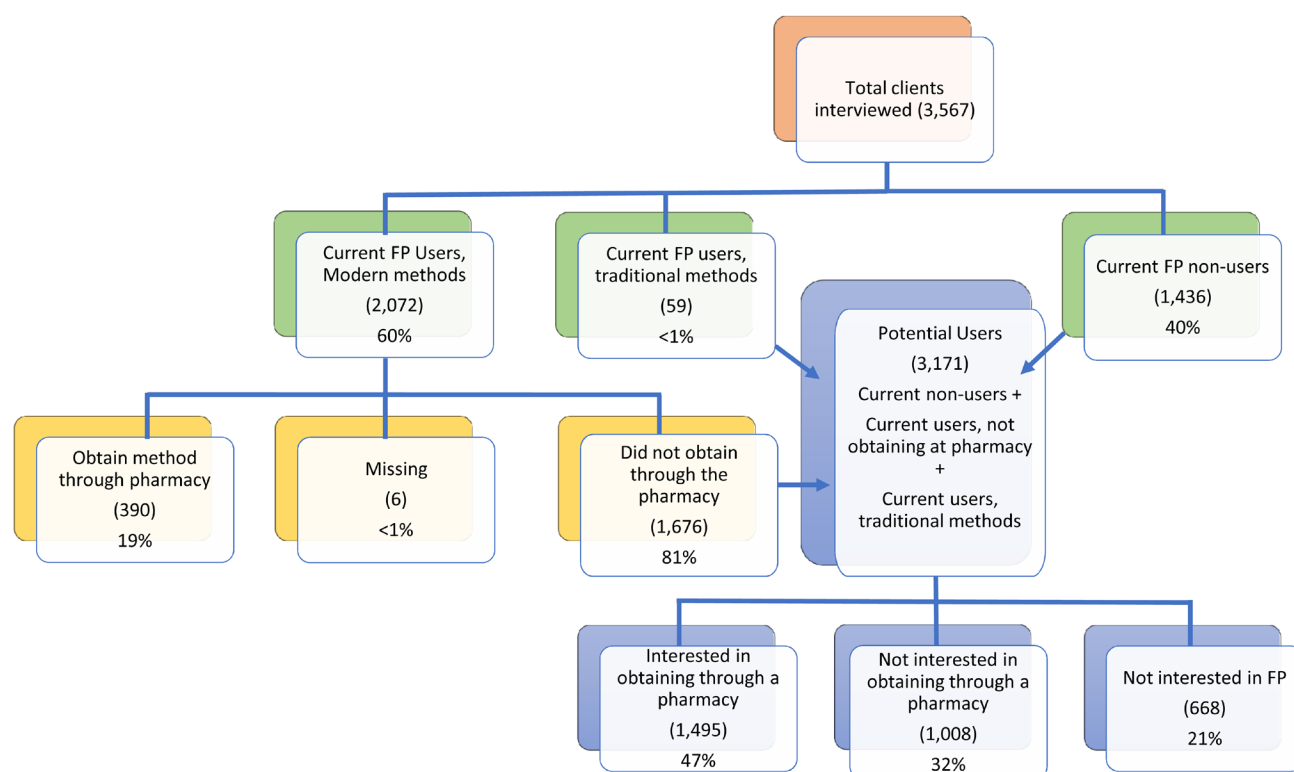 Total clients
interviewed (3,567)
Current FP Users,
Modern methods
(2,072)
60%
Current FP users,
traditional methods
(59)
<1%
Current FP non-users
(1,436)
40%
Potential Users
(3,171)
Current non-users +
Current users, not
obtaining at pharmacy
+
Current users,
traditional methods
Obtain method
through pharmacy
(390)
19%
Missing
(6)
<1%
Did not obtain
through the
pharmacy
(1,676)
81%
Interested in
obtaining through a
pharmacy
(1,495)
47%
Not interested in
obtaining through a
pharmacy
(1,008)
32%
Not interested in FP
(668)
21%